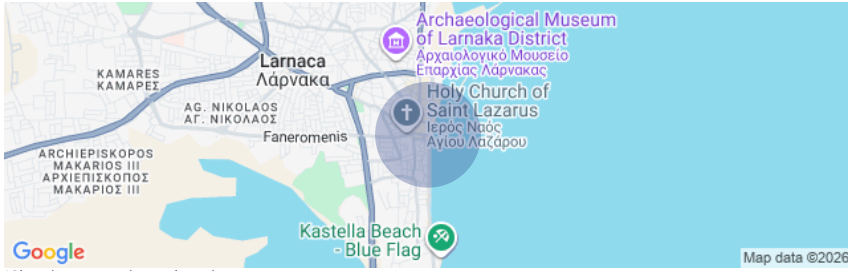 Archaeological Museum
of Larnaka District
Αρχαιολογικό Μουσείο
Επαρχίας Λάρνακας
Larnaca
Λάρνακα
KAMARES
ΚΑΜΑΡΕΣ
Holy Church of
Saint Lazarus
Ιερός Ναός
Αγίου Λαζάρου
AG. NIKOLAOS
ΑΓ. ΝΙΚΟΛΑΟΣ
Faneromenis
ARCHIEPISKOPOS
MAKARIOS III
ΑΡΧΙΕΠΙΣΚΟΠΟΣ
ΜΑΚΑΡΙΟΣ ΙΙΙ
Kastella Beach
- Blue Flag
Google
Map data ©2026